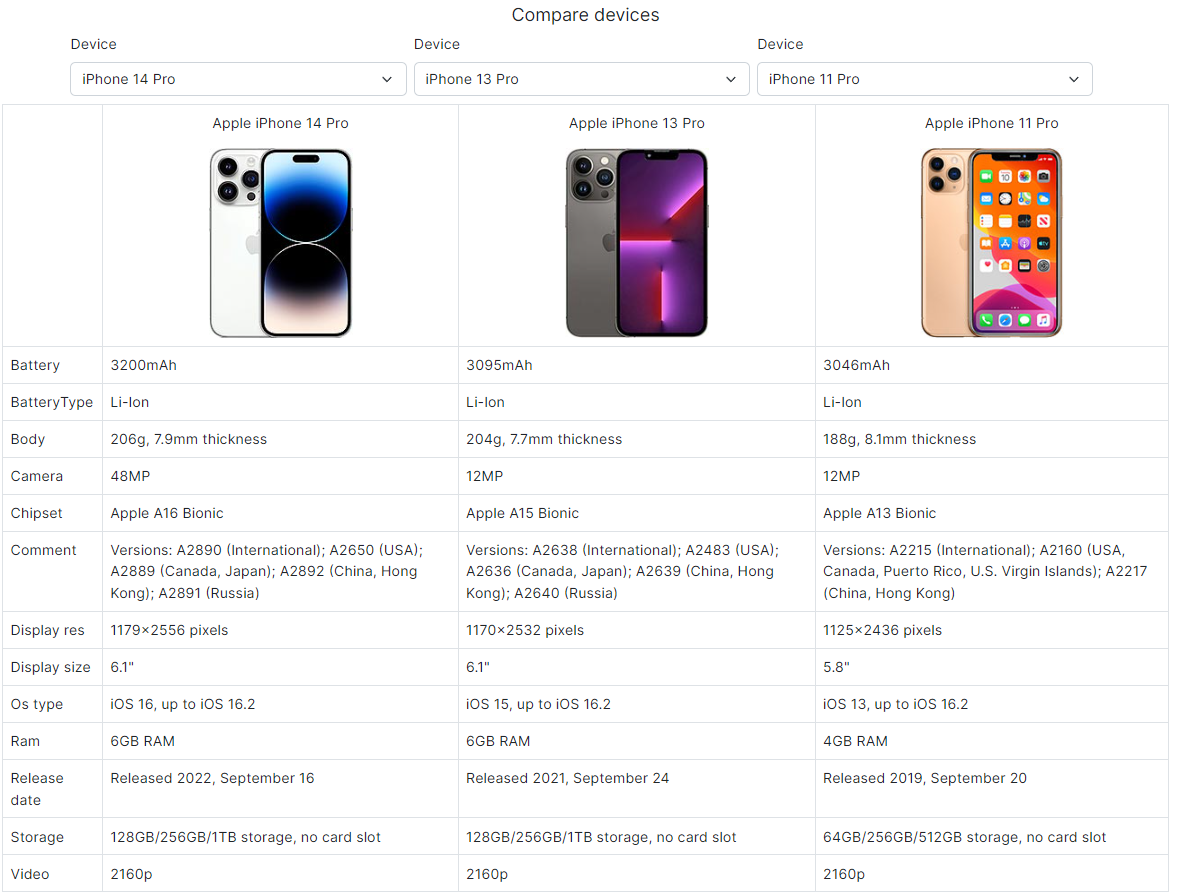 Compare devices
Device Device Device
iPhone 14 Pro iPhone 13 Pro iPhone 11 Pro
Apple iPhone 14 Pro Apple iPhone 13 Pro Apple iPhone 11 Pro
Battery 3200mAh 3095mAh 3046mAh
BatteryType Li-Ion Li-Ion Li-Ion
Body 206g, 7.9mm thickness 204g, 7.7mm thickness 188g, 8.1mm thickness
Camera 48MP 12MP 12MP
Chipset Apple A16 Bionic Apple A15 Bionic Apple A13 Bionic
Comment Versions: A2890 (International); A2650 (USA); Versions: A2638 (International); A2483 (USA); Versions: A2215 (International); A2160 (USA,
A2889 (Canada, Japan); A2892 (China, Hong A2636 (Canada, Japan); A2639 (China, Hong Canada, Puerto Rico, U.S. Virgin Islands); A2217
Kong); A2891 (Russia) Kong); A2640 (Russia) (China, Hong Kong)
Display res 1179x2556 pixels 1170x2532 pixels 1125x2436 pixels
Display size 6.1" 6.1" 5.8"
Os type iOS 16, up to iOS 16.2 iOS 15, up to iOS 16.2 iOS 13, up to iOS 16.2
Ram 6GB RAM 6GB RAM 4GB RAM
Release Released 2022, September 16 Released 2021, September 24 Released 2019, September 20
date
Storage 128GB/256GB/1TB storage, no card slot 128GB/256GB/1TB storage, no card slot 64GB/256GB/512GB storage, no card slot
Video 2160p 2160p 2160p